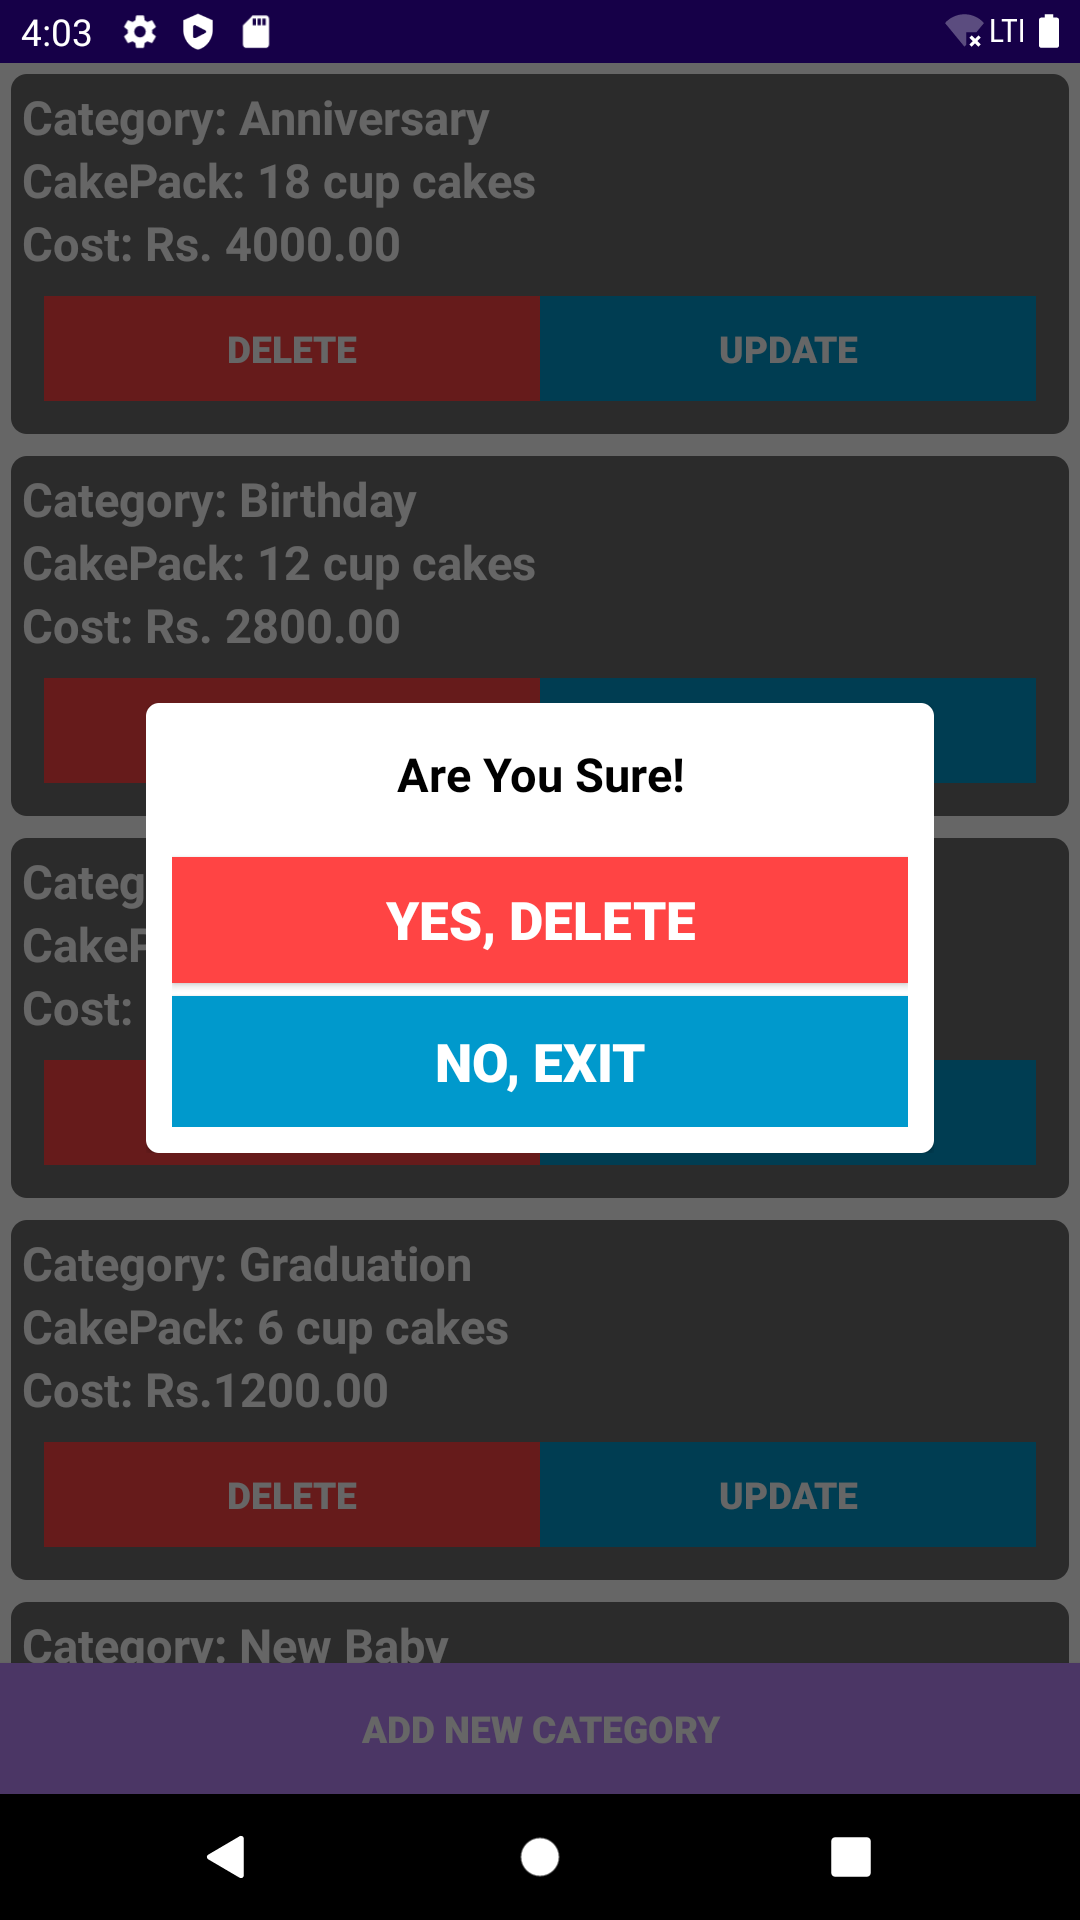 4:03 LTE
Category: Anniversary
CakePack: 18 cup cakes
Cost: Rs. 4000.00
DELETE UPDATE
Category: Birthday
CakePack: 12 cup cakes
Cost: Rs. 2800.00
Are You Sure!
YES, DELETE
NO, EXIT
Categ
CakeP
Cost:
Category: Graduation
CakePack: 6 cup cakes
Cost: Rs.1200.00
DELETE UPDATE
Category: New Baby
ADD NEW CATEGORY